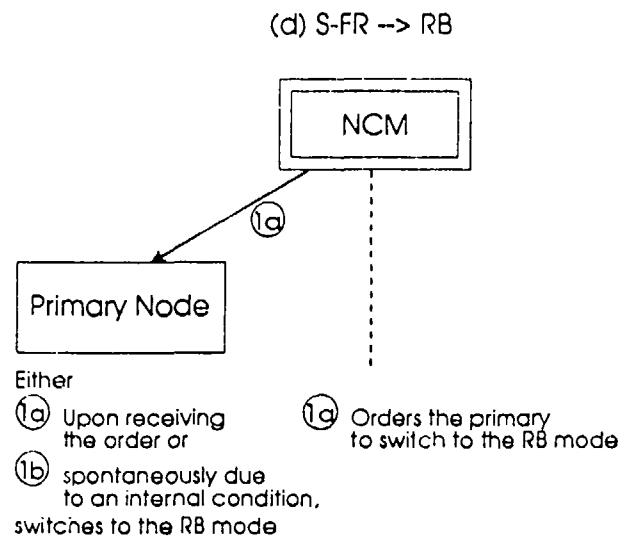 (d) S-FR --> RB
NCM
1a
Primary Node
Either
1a Upon receiving
the order or
1b spontaneously due
to an internal condition,
switches to the RB mode
1a Orders the primary
to switch to the RB mode